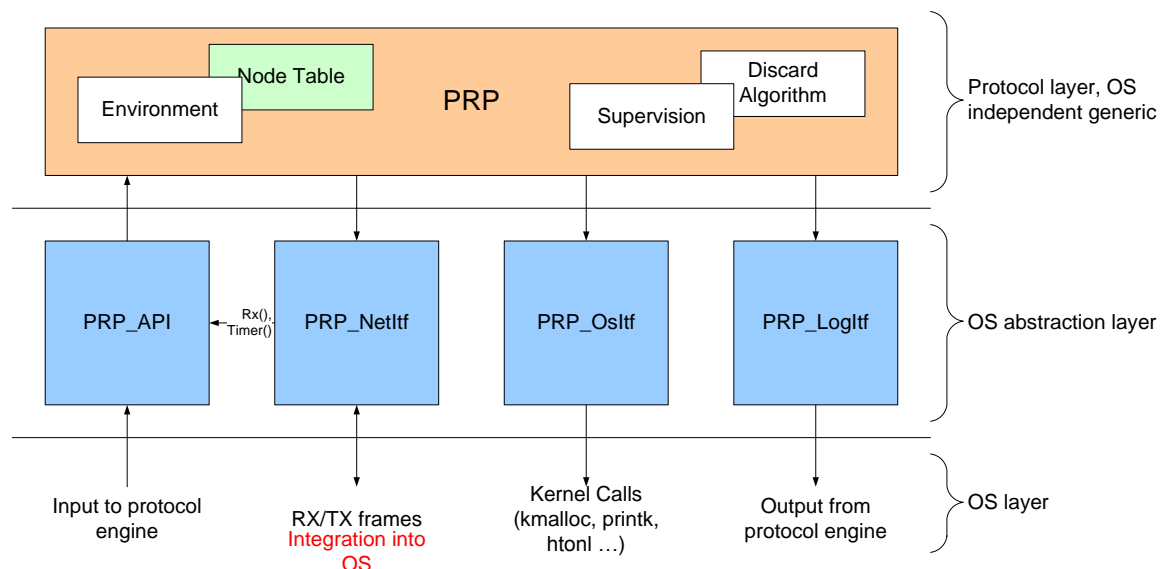 Node Table
Environment
PRP
Discard
Algorithm
Supervision
Protocol layer, OS
independent generic
PRP_API
Rx(),
Timer()
PRP_NetItf
PRP_OsItf
PRP_LogItf
OS abstraction layer
Input to protocol
engine
RX/TX frames
Integration into
OS
Kernel Calls
(kmalloc, printk,
htonl …)
Output from
protocol engine
OS layer